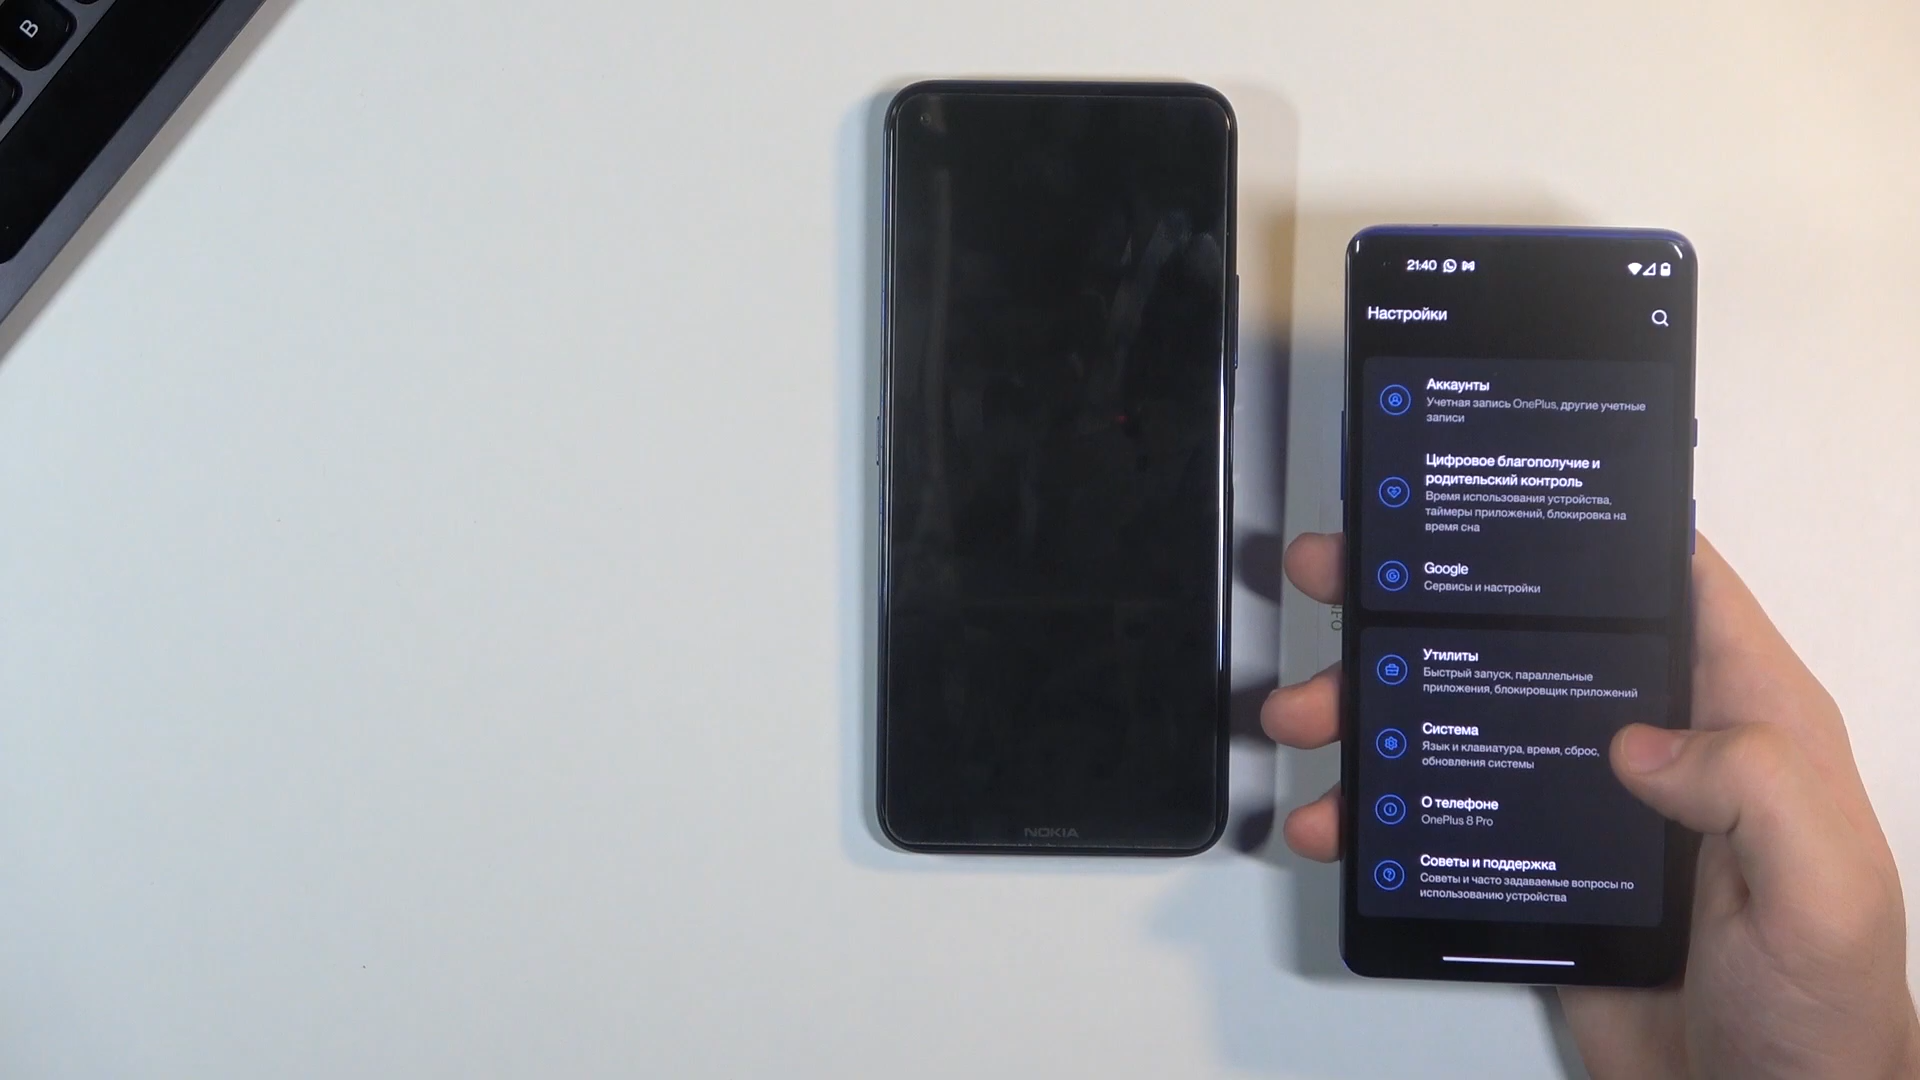 B
NOKIA
21:40
Настройки
Аккаунты
Учетная запись OnePlus, другие учетные
записи
Цифровое благополучие и
родительский контроль
Время использования устройства,
таймеры приложений, блокировка на
время сна
Google
Сервисы и настройки
Утилиты
Быстрый запуск, параллельные
приложения, блокировщик приложений
Система
Язык и клавиатура, время, сброс,
обновления системы
О телефоне
OnePlus 8 Pro
Советы и поддержка
Советы и часто задаваемые вопросы по
использованию устройства